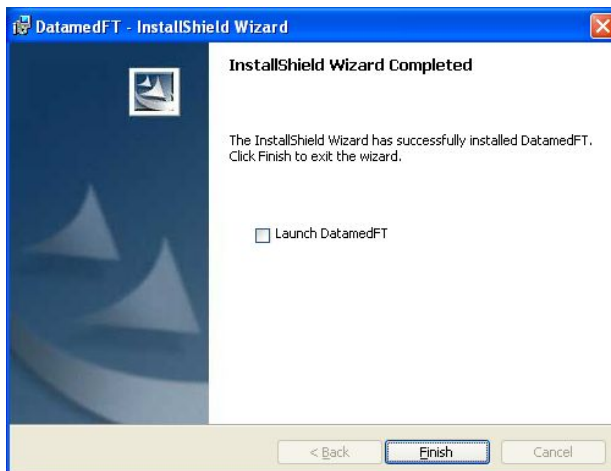 DatamedFT - InstallShield Wizard
InstallShield Wizard Completed
The InstallShield Wizard has successfully installed DatamedFT.
Click Finish to exit the wizard.
Launch DatamedFT
< Back
Finish
Cancel